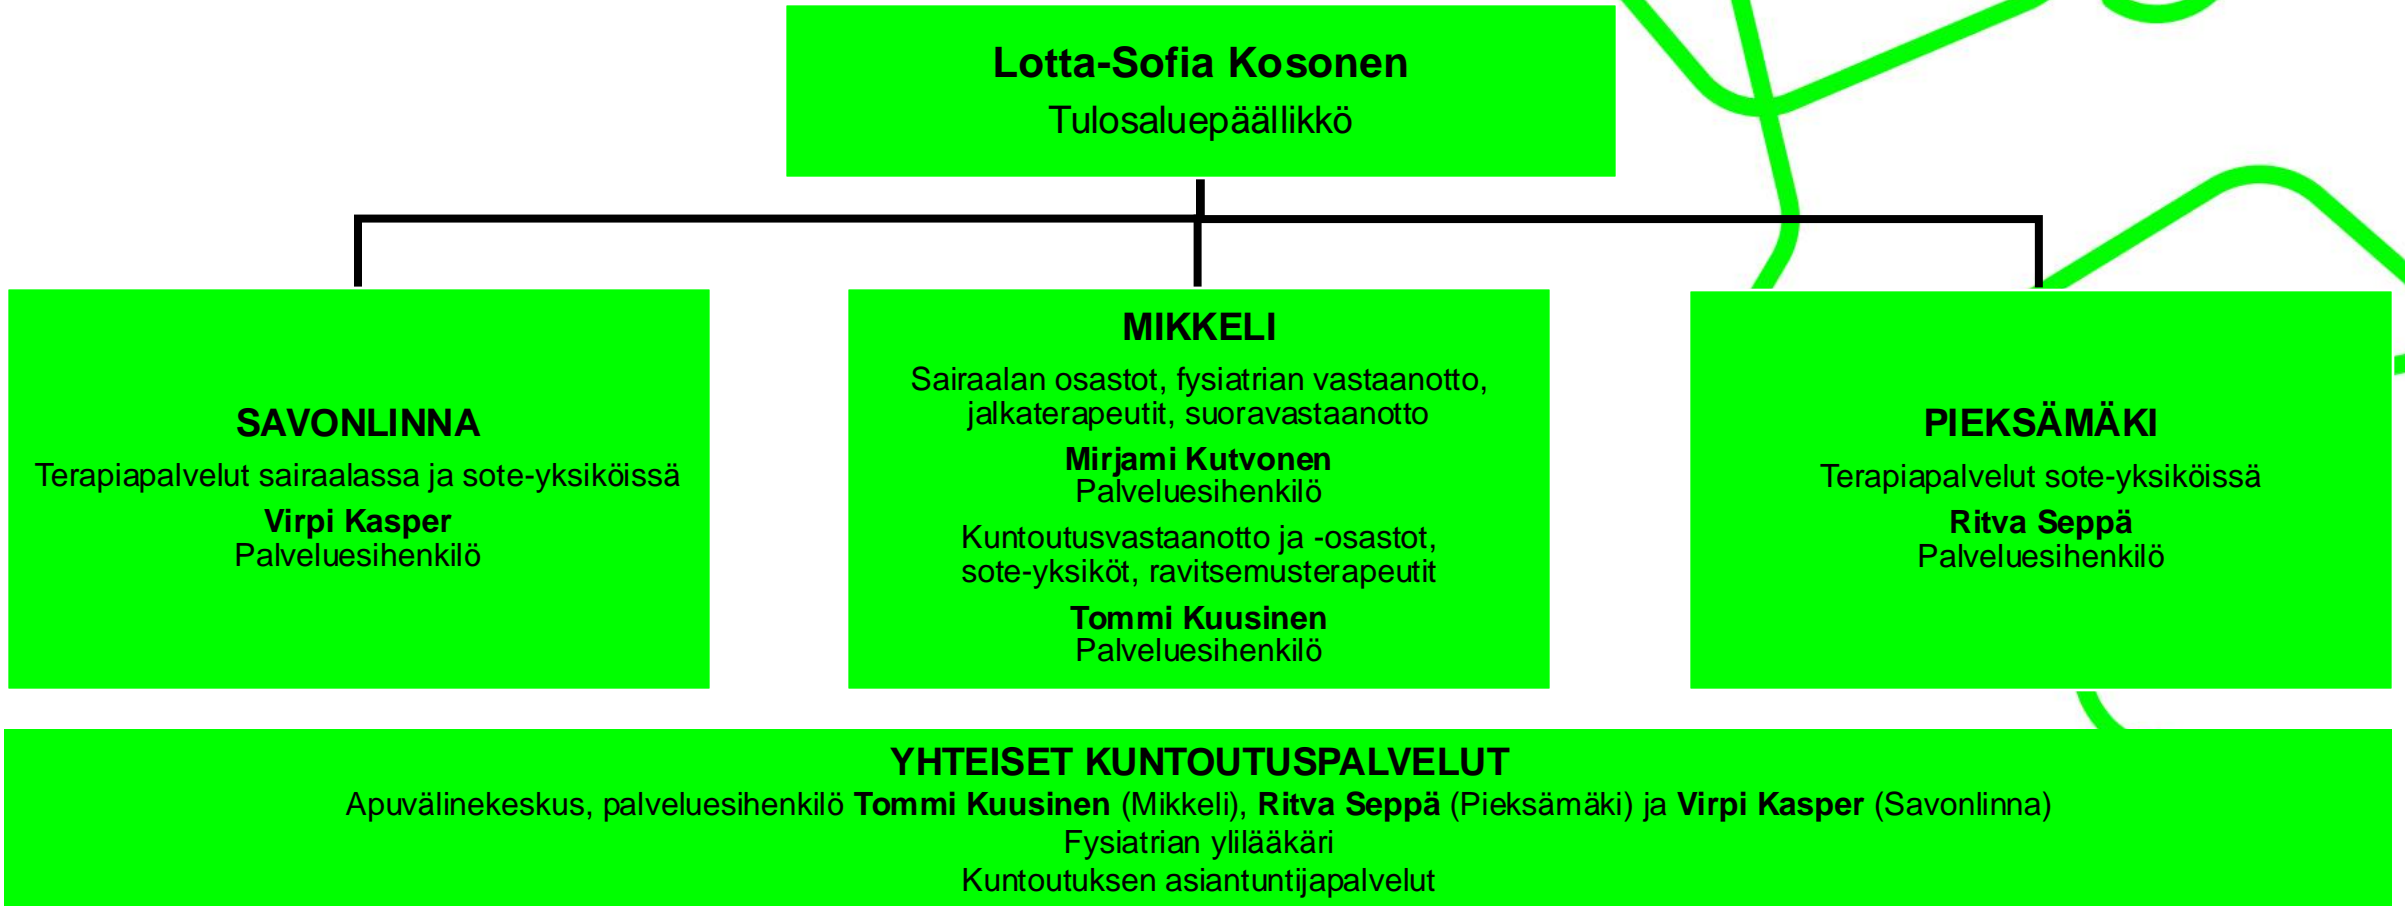 Lotta-Sofia Kosonen
Tulosaluepäällikkö
SAVONLINNA
Terapiapalvelut sairaalassa ja sote-yksiköissä
Virpi Kasper
Palveluesihenkilö
MIKKELI
Sairaalan osastot, fysiatrian vastaanotto,
jalkaterapeutit, suoravastaanotto
Mirjami Kutvonen
Palveluesihenkilö
Kuntoutusvastaanotto ja -osastot,
sote-yksiköt, ravitsemusterapeutit
Tommi Kuusinen
Palveluesihenkilö
PIEKSÄMÄKI
Terapiapalvelut sote-yksiköissä
Ritva Seppä
Palveluesihenkilö
YHTEISET KUNTOUTUSPALVELUT
Apuvälinekeskus, palveluesihenkilö Tommi Kuusinen (Mikkeli), Ritva Seppä (Pieksämäki) ja Virpi Kasper (Savonlinna)
Fysiatrian ylilääkäri
Kuntoutuksen asiantuntijapalvelut